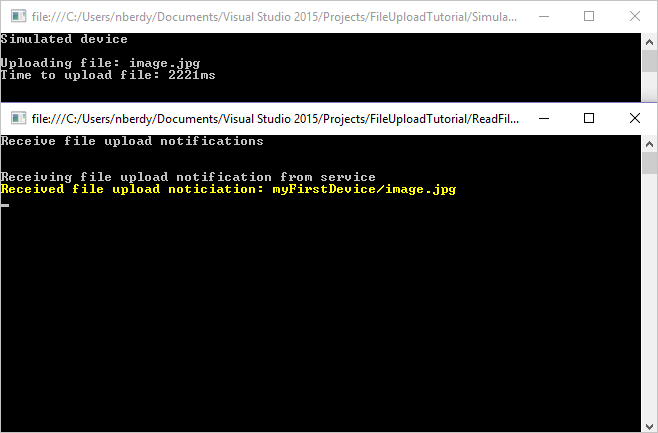 file:///C:/Users/nberdy/Documents/Visual Studio 2015/Projects/FileUploadTutorial/Simula...
Simulated device
Uploading file: image.jpg
Time to upload file: 2221ms
file:///C:/Users/nberdy/Documents/Visual Studio 2015/Projects/FileUploadTutorial/ReadFil...
Receive file upload notifications
Receiving file upload notification from service
Received file upload noticiation: myFirstDevice/image.jpg